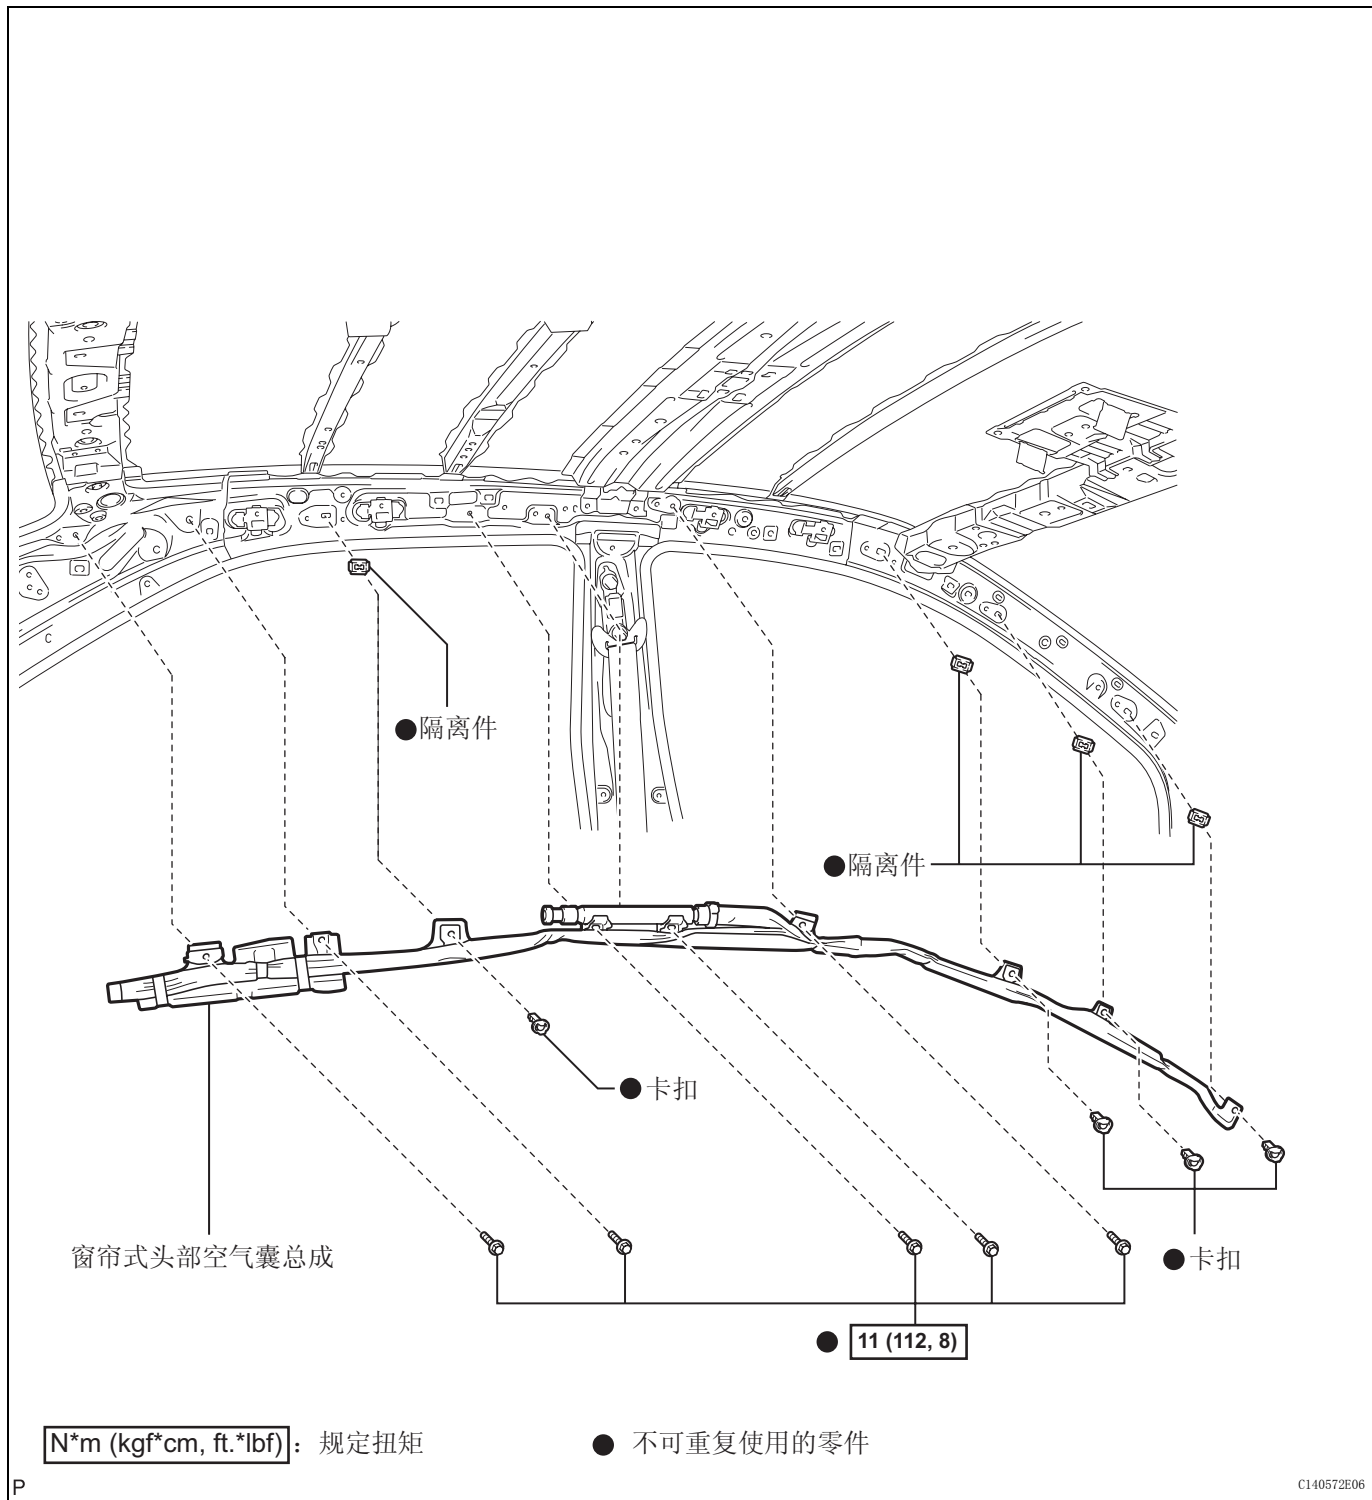 ●隔离件
●隔离件
●卡扣
窗帘式头部空气囊总成
●卡扣
● 11 (112, 8)
N*m (kgf*cm, ft.*lbf) : 规定扭矩
● 不可重复使用的零件
P
C140572E06